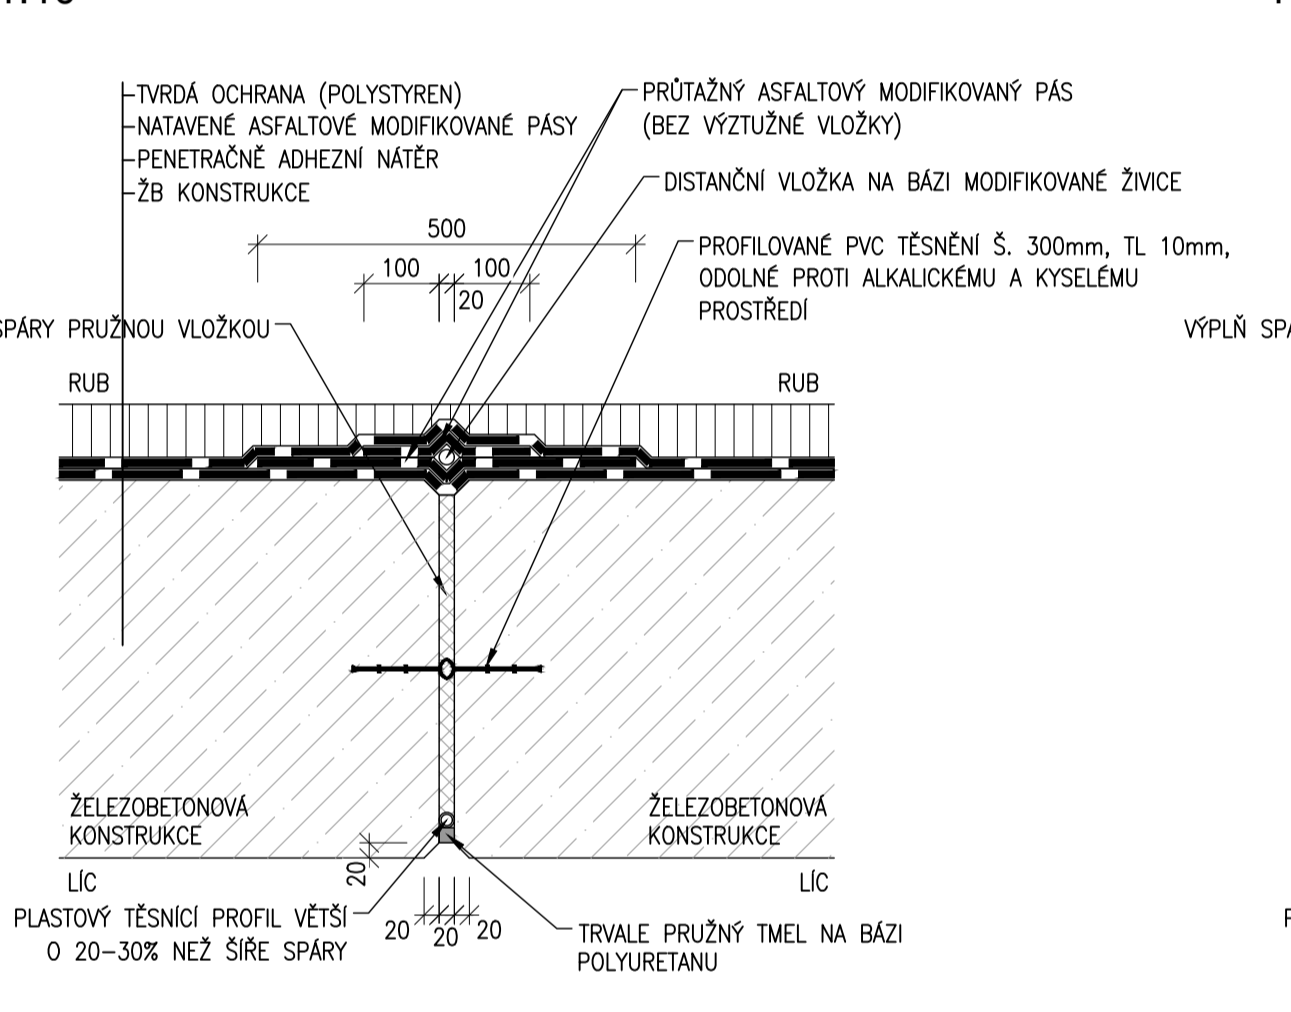 TVRDÁ OCHRANA (POLYSTYREN)
NATAVENÉ ASFALTOVÉ MODIFIKOVANÉ PÁSY
PENETRAČNĚ ADHEZNÍ NÁTĚR
ŽB KONSTRUKCE
PRŮTAŽNÝ ASFALTOVÝ MODIFIKOVANÝ PÁS
(BEZ VÝZTUŽNÉ VLOŽKY)
DISTANČNÍ VLOŽKA NA BÁZI MODIFIKOVANÉ ŽIVICE
PROFILOVANÉ PVC TĚSNĚNÍ Š. 300mm, TL 10mm,
ODOLNÉ PROTI ALKALICKÉMU A KYSELÉMU
PROSTŘEDÍ
500
100
100
20
SPÁRY PRUŽNOU VLOŽKOU
VÝPLŇ
RUB
RUB
ŽELEZOBETONOVÁ
KONSTRUKCE
ŽELEZOBETONOVÁ
KONSTRUKCE
20
LÍC
LÍC
PLASTOVÝ TĚSNÍCÍ PROFIL VĚTŠÍ
O 20-30% NEŽ ŠÍŘE SPÁRY
20
20
20
TRVALE PRUŽNÝ TMEL NA BÁZI
POLYURETANU